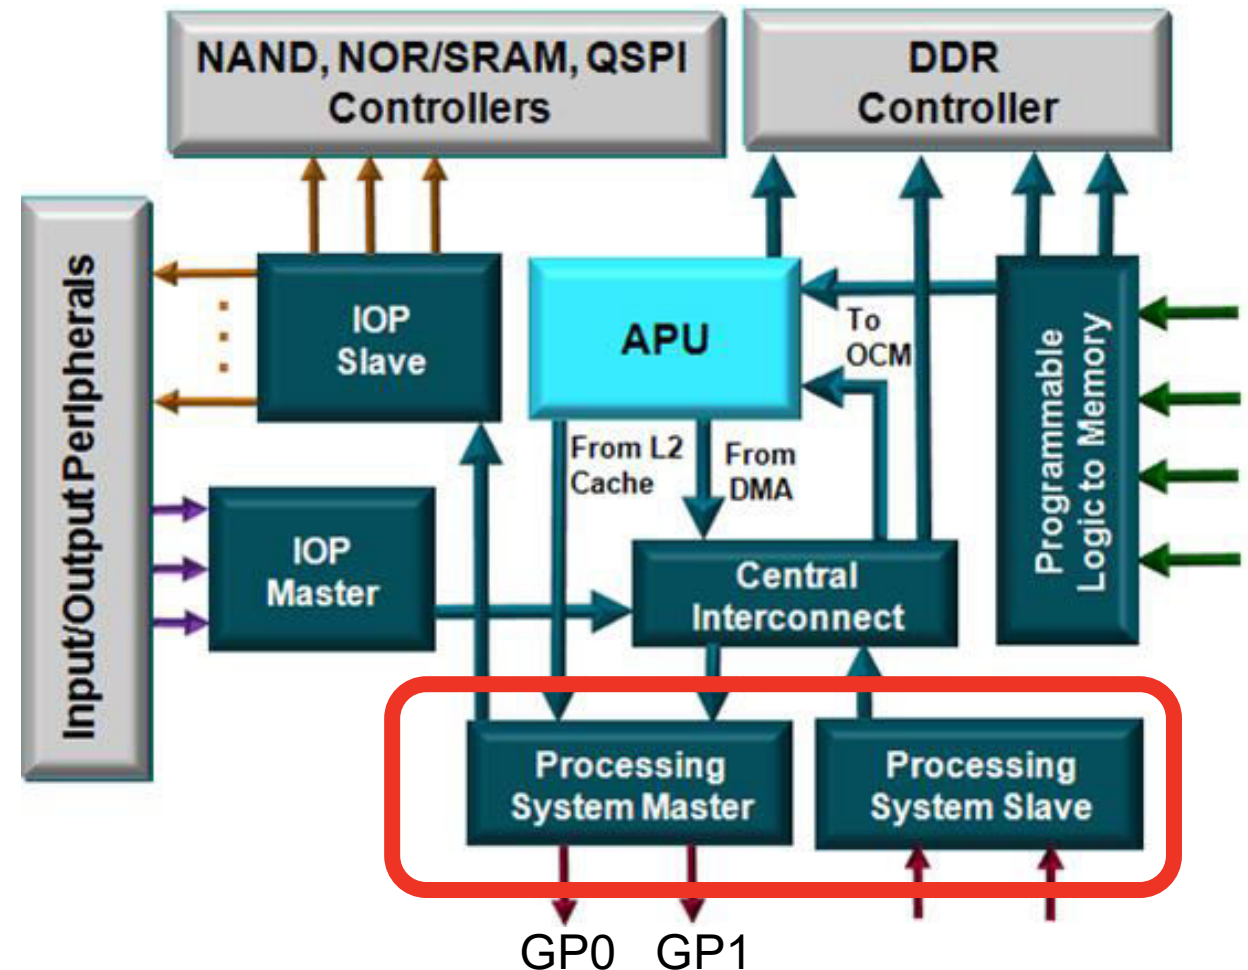 NAND, NOR/SRAM, QSPI
Controllers
DDR
Controller
Input/Output Peripherals
IOP
Slave
APU
To
OCM
Programmable
Logic to Memory
From L2
Cache
From
DMA
IOP
Master
Central
Interconnect
Processing
System Master
Processing
System Slave
GP0 GP1